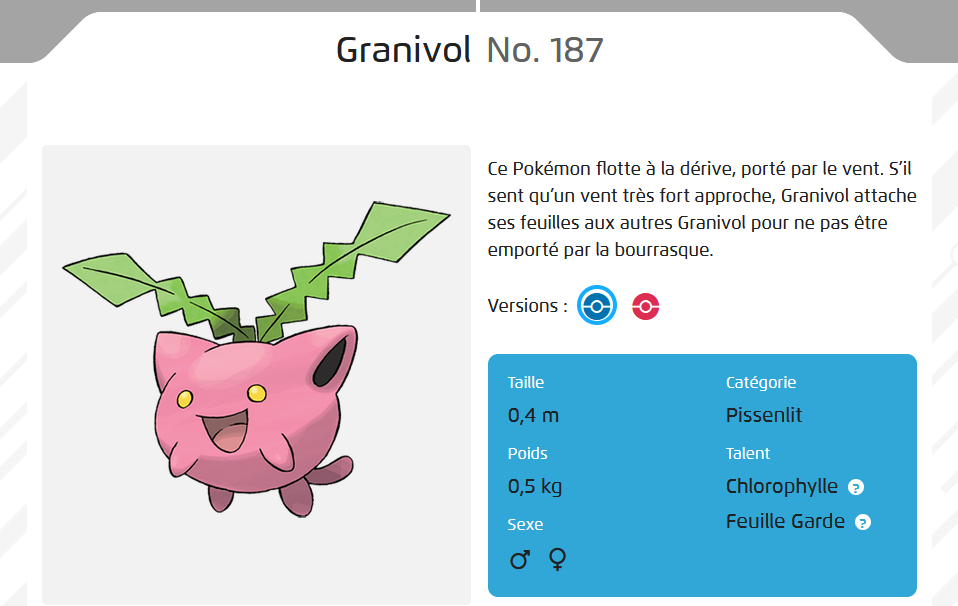 Granivol No. 187
Ce Pokémon flotte à la dérive, porté par le vent. S’il
sent qu’un vent très fort approche, Granivol attache
ses feuilles aux autres Granivol pour ne pas être
emporté par la bourrasque.
Versions :
Taille
0,4 m
Poids
0,5 kg
Sexe
♂ ♀
Catégorie
Pissenlit
Talent
Chlorophylle ?
Feuille Garde ?